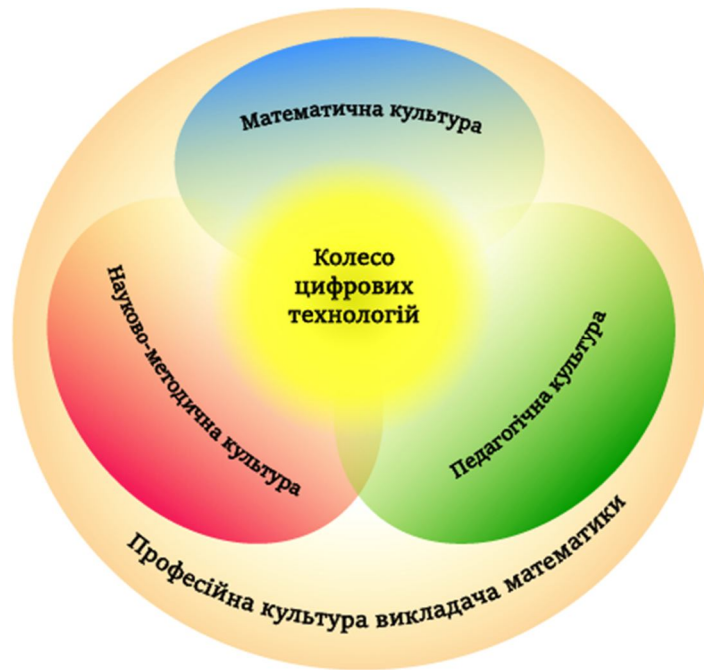 Математична культура
Колесо
цифрових
технологій
Науково-методична культура
Педагогічна культура
Професійна культура викладача математики